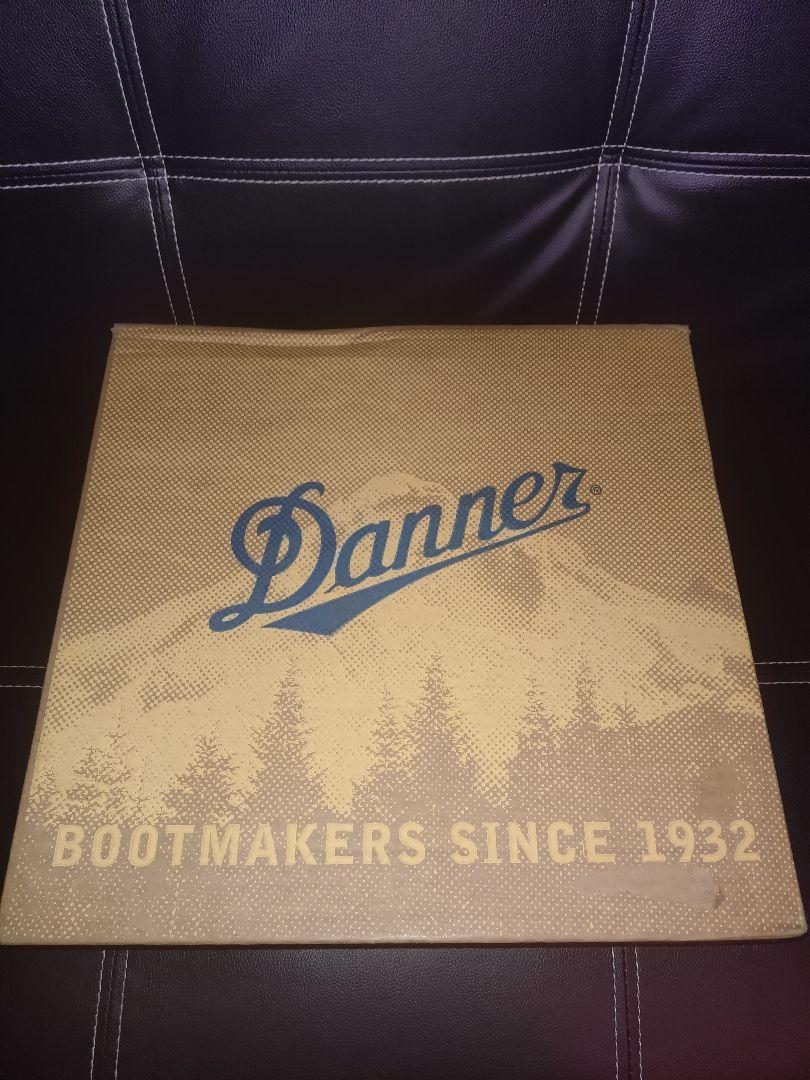 Danner®
BOOTMAKERS SINCE 1932